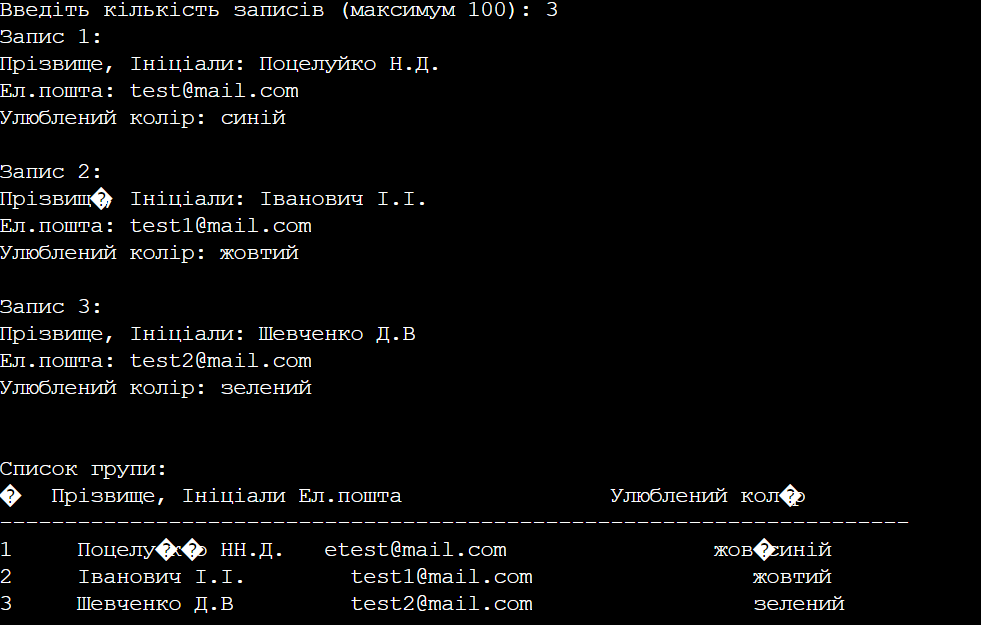 Введіть кількість записів (максимум 100): 3
Запис 1:
Прізвище, Ініціали: Поцелуйко Н.Д.
Ел.пошта: test@mail.com
Улюблений колір: синій
Запис 2:
Прізвищ�, Ініціали: Іванович І.І.
Ел.пошта: test1@mail.com
Улюблений колір: жовтий
Запис 3:
Прізвище, Ініціали: Шевченко Д.В
Ел.пошта: test2@mail.com
Улюблений колір: зелений
Список групи:
� Прізвище, Ініціали Ел.пошта Улюблений кол�р
----------------------------------------------------------------------
1 Поцелу�к�о НН.Д. etest@mail.com жов�синій
2 Іванович І.І. test1@mail.com жовтий
3 Шевченко Д.В test2@mail.com зелений